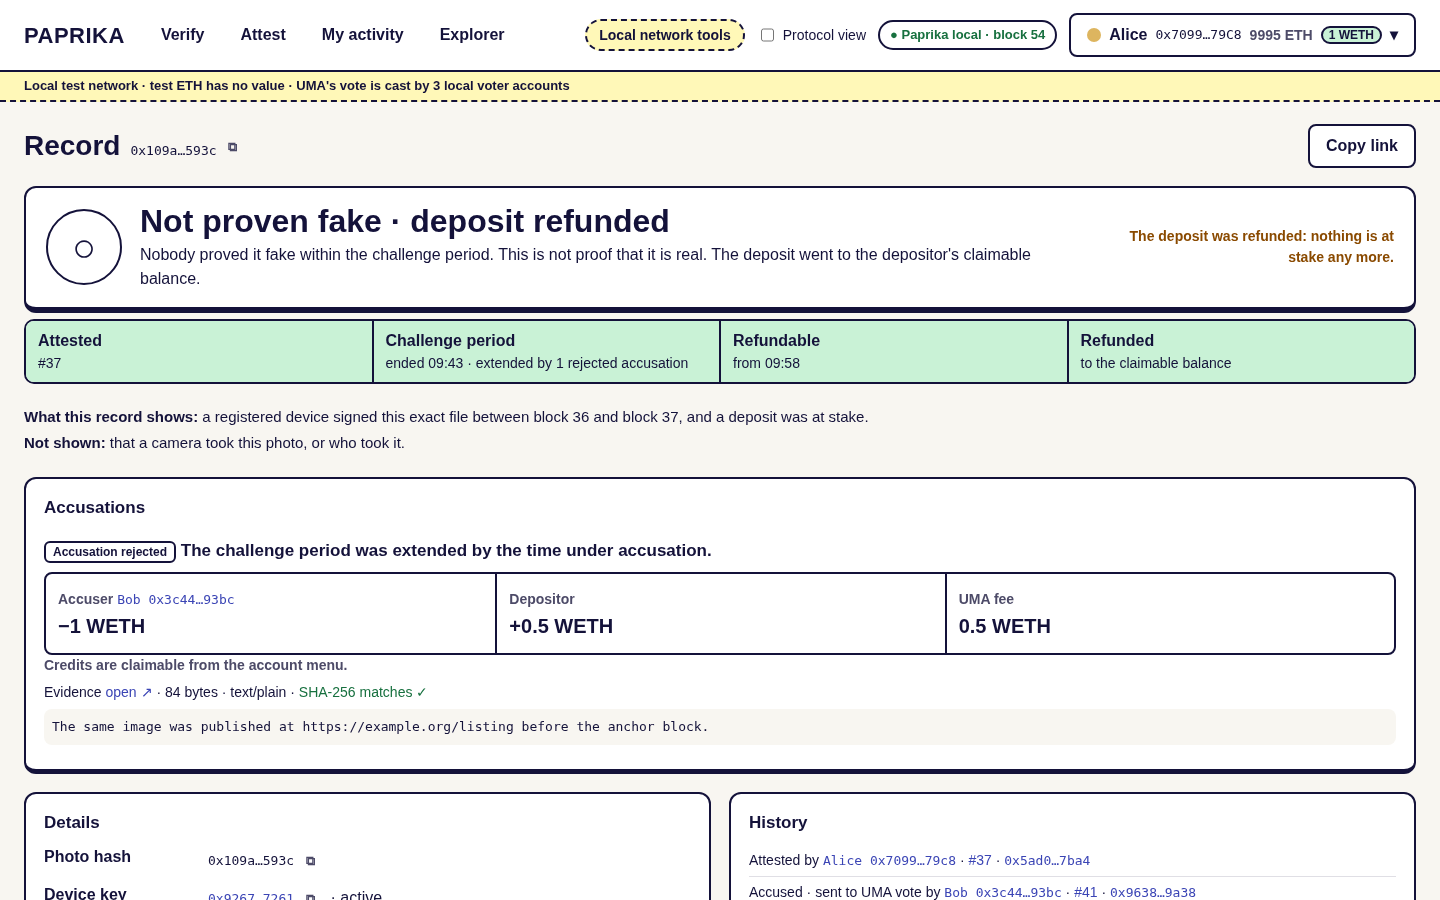 PAPRIKA Verify Attest My activity Explorer Local network tools Protocol view ● Paprika local · block 54 Alice 0x7099…79C8 9995 ETH 1 WETH ▼
Local test network · test ETH has no value · UMA's vote is cast by 3 local voter accounts
Record 0x109a…593c ⧉ Copy link
Not proven fake · deposit refunded
Nobody proved it fake within the challenge period. This is not proof that it is real. The deposit went to the depositor's claimable
balance.
The deposit was refunded: nothing is at
stake any more.
Attested Challenge period Refundable Refunded
#37 ended 09:43 · extended by 1 rejected accusation from 09:58 to the claimable balance
What this record shows: a registered device signed this exact file between block 36 and block 37, and a deposit was at stake.
Not shown: that a camera took this photo, or who took it.
Accusations
Accusation rejected The challenge period was extended by the time under accusation.
Accuser Bob 0x3c44…93bc Depositor UMA fee
−1 WETH +0.5 WETH 0.5 WETH
Credits are claimable from the account menu.
Evidence open ↗ · 84 bytes · text/plain · SHA-256 matches ✓
The same image was published at https://example.org/listing before the anchor block.
Details
Photo hash 0x109a…593c ⧉
Device key 0x9267…7261 ⧉ · active
History
Attested by Alice 0x7099…79c8 · #37 · 0x5ad0…7ba4
Accused · sent to UMA vote by Bob 0x3c44…93bc · #41 · 0x9638…9a38